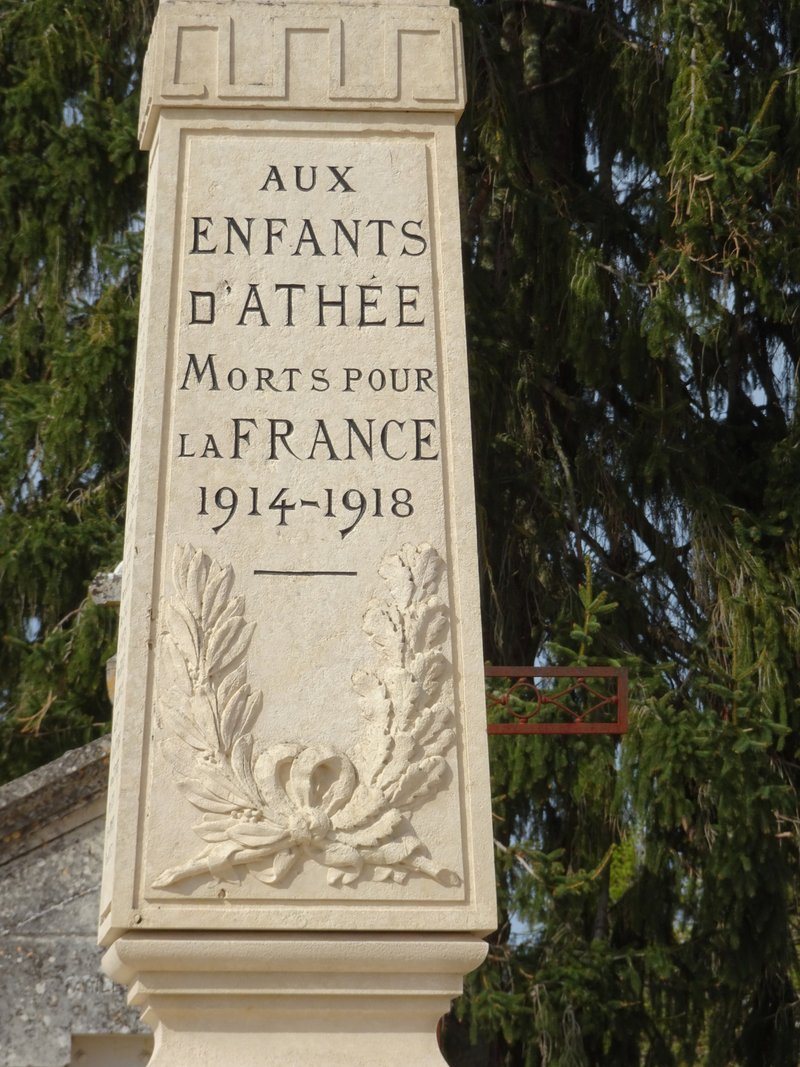 AUX
ENFANTS
D'ATHÉE
MORTS POUR
LA FRANCE
1914-1918